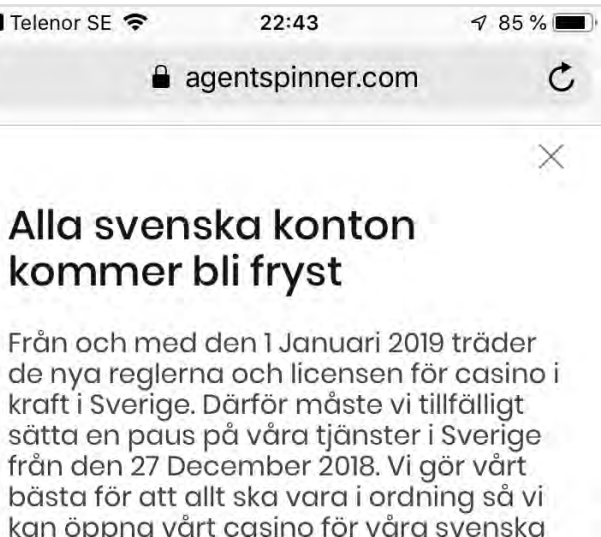 Telenor SE 22:43 85 %
agentspinner.com
Alla svenska konton
kommer bli fryst
Från och med den 1 Januari 2019 träder
de nya reglerna och licensen för casino i
kraft i Sverige. Därför måste vi tillfälligt
sätta en paus på våra tjänster i Sverige
från den 27 December 2018. Vi gör vårt
bästa för att allt ska vara i ordning så vi
kan öppna vårt casino för våra svenska